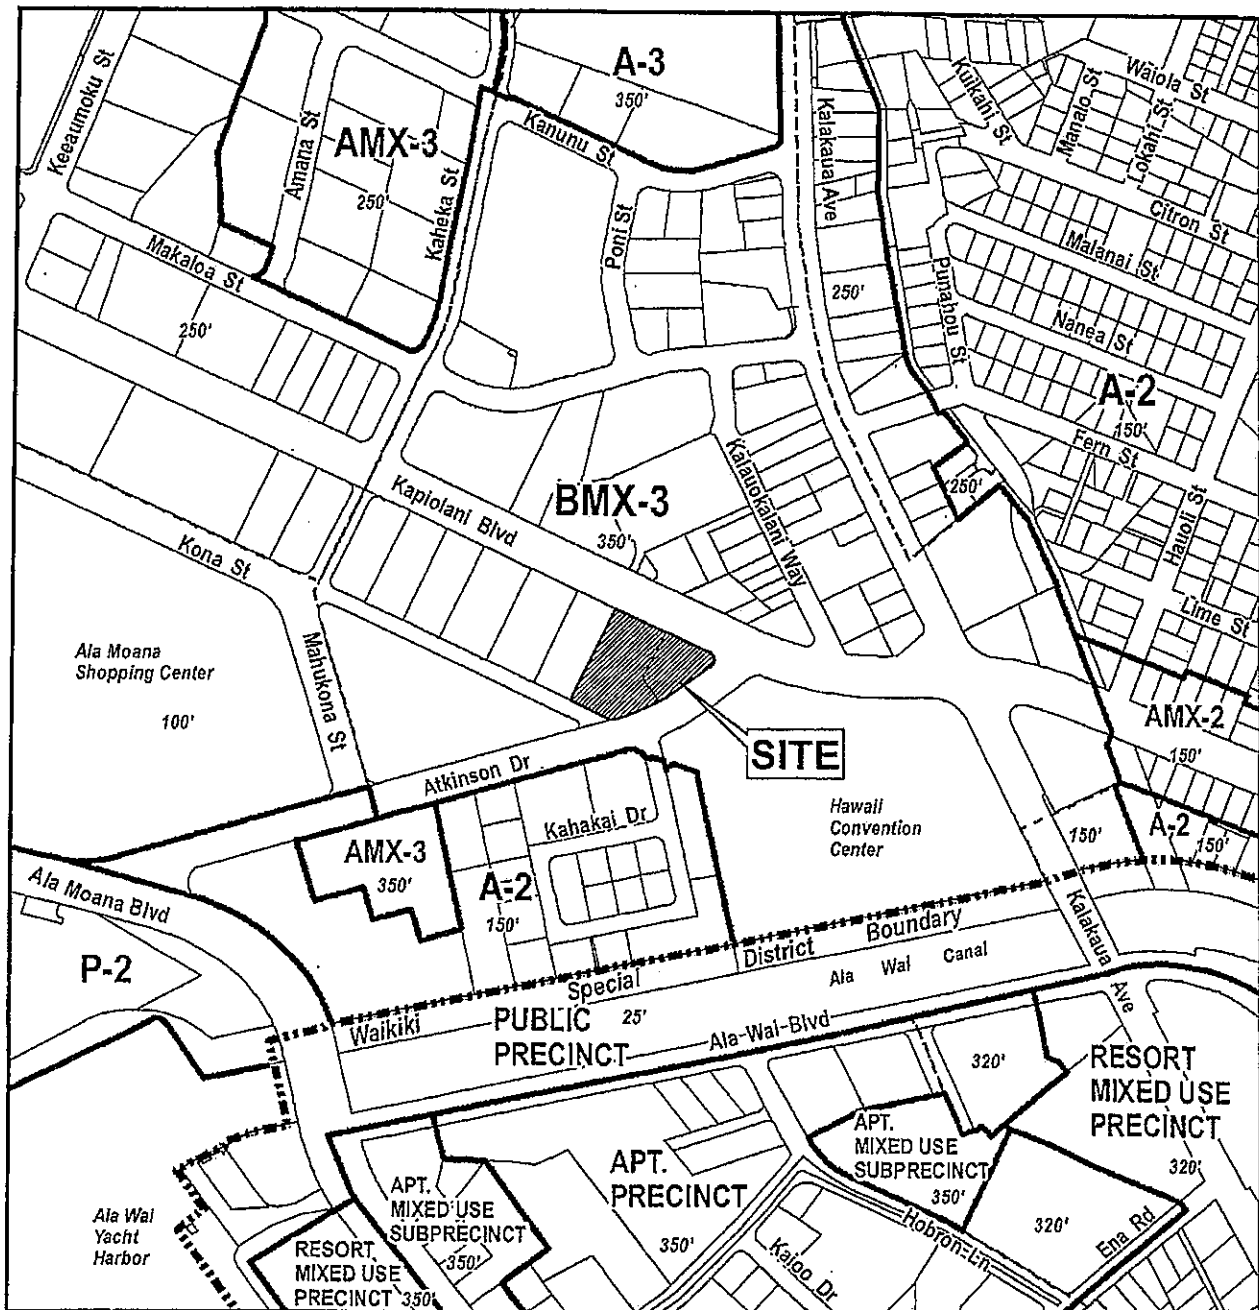 A-3
350'
Keeaumoku St
Amana St
AMX-3
250'
Kaheka St
Kanunu St
Poni St
Kalakaua Ave
Kuikahi St
Manalo St
Lokahi St
Waiola St
Citron St
Malanai St
Nanea St
Punahou St
250'
A-2
150'
Fern St
Hauoli St
Lime St
Makaloa St
250'
Kapiolani Blvd
BMX-3
350'
Kalauokalani Way
250'
Kona St
Mahukona St
Ala Moana
Shopping Center
100'
SITE
Atkinson Dr
AMX-2
150'
Hawaii
Convention
Center
150'
A-2
150'
Kahakai Dr
AMX-3
350'
A-2
150'
Ala Moana Blvd
P-2
Waikiki Special District Boundary
Ala Wai Canal
Kalakaua Ave
PUBLIC
PRECINCT
25'
Ala-Wai-Blvd
320'
RESORT
MIXED USE
PRECINCT
320'
APT.
MIXED USE
SUBPRECINCT
350'
320'
Ena Rd
Hobron-Ln
APT.
PRECINCT
350'
Kaioo Dr
APT.
MIXED USE
SUBPRECINCT
350'
RESORT
MIXED USE
PRECINCT 350'
Ala Wai
Yacht
Harbor